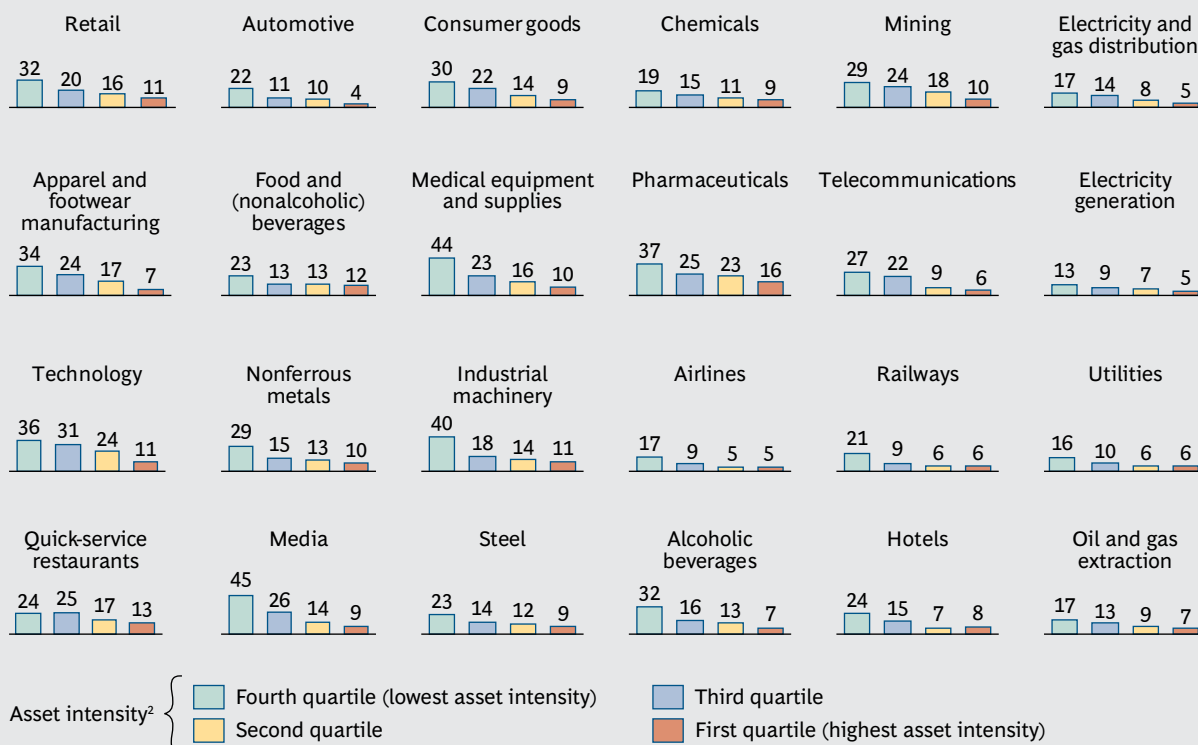 Retail
32 20 16 11
Automotive
22 11 10 4
Consumer goods
30 22 14 9
Chemicals
19 15 11 9
Mining
29 24 18 10
Electricity and
gas distribution
17 14 8 5
Apparel and
footwear
manufacturing
34 24 17 7
Food and
(nonalcoholic)
beverages
23 13 13 12
Medical equipment
and supplies
44 23 16 10
Pharmaceuticals
37 25 23 16
Telecommunications
27 22 9 6
Electricity
generation
13 9 7 5
Technology
36 31 24 11
Nonferrous
metals
29 15 13 10
Industrial
machinery
40 18 14 11
Airlines
17 9 5 5
Railways
21 9 6 6
Utilities
16 10 6 6
Quick-service
restaurants
24 25 17 13
Media
45 26 14 9
Steel
23 14 12 9
Alcoholic
beverages
32 16 13 7
Hotels
24 15 7 8
Oil and gas
extraction
17 13 9 7
Asset intensity²
Fourth quartile (lowest asset intensity)
Third quartile
Second quartile
First quartile (highest asset intensity)